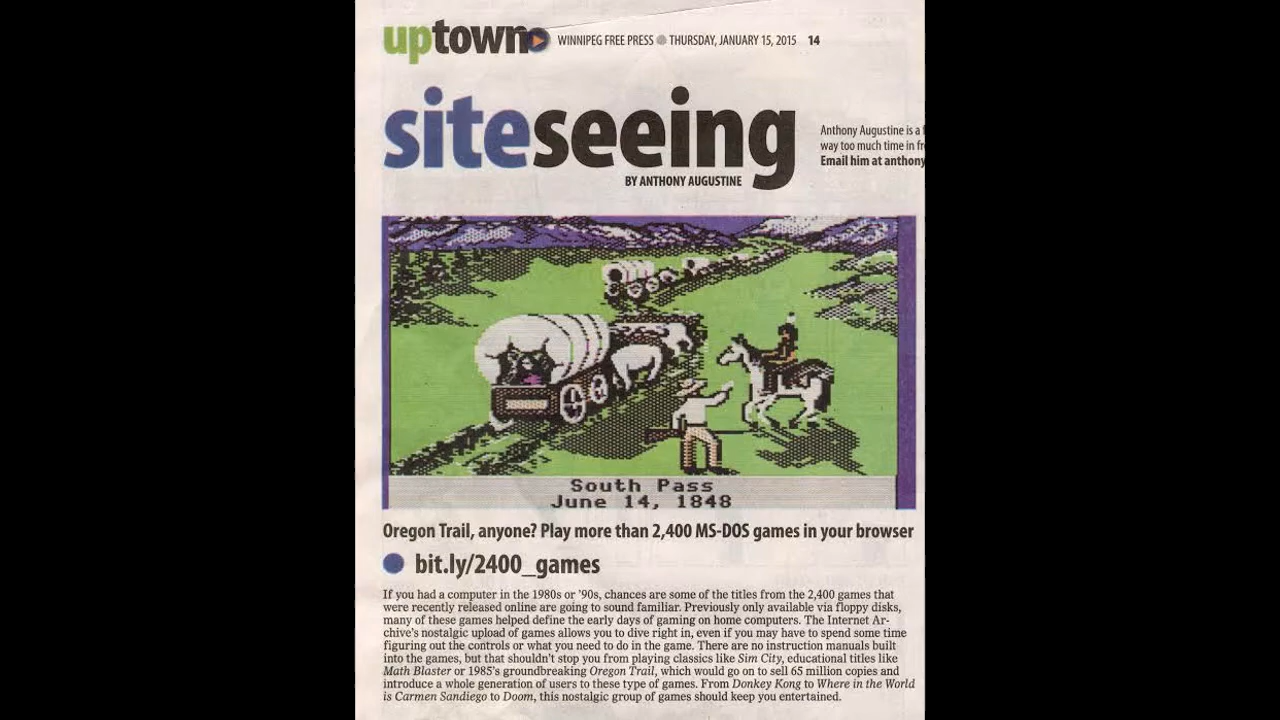 uptown WINNIPEG FREE PRESS THURSDAY, JANUARY 15, 2015 14
siteseeing
BY ANTHONY AUGUSTINE
Anthony Augustine is a
way too much time in
Email him at anthony
South Pass
June 14, 1848
Oregon Trail, anyone? Play more than 2,400 MS-DOS games in your browser
bit.ly/2400_games
If you had a computer in the 1980s or '90s, chances are some of the titles from the 2,400 games that
were recently released online are going to sound familiar. Previously only available via floppy disks,
many of these games helped define the early days of gaming on home computers. The Internet Ar-
chive's nostalgic upload of games allows you to dive right in, even if you may have to spend some time
figuring out the controls or what you need to do in the game. There are no instruction manuals built
into the games, but that shouldn't stop you from playing classics like Sim City, educational titles like
Math Blaster or 1985's groundbreaking Oregon Trail, which would go on to sell 65 million copies and
introduce a whole generation of users to these type of games. From Donkey Kong to Where in the World
is Carmen Sandiego to Doom, this nostalgic group of games should keep you entertained.